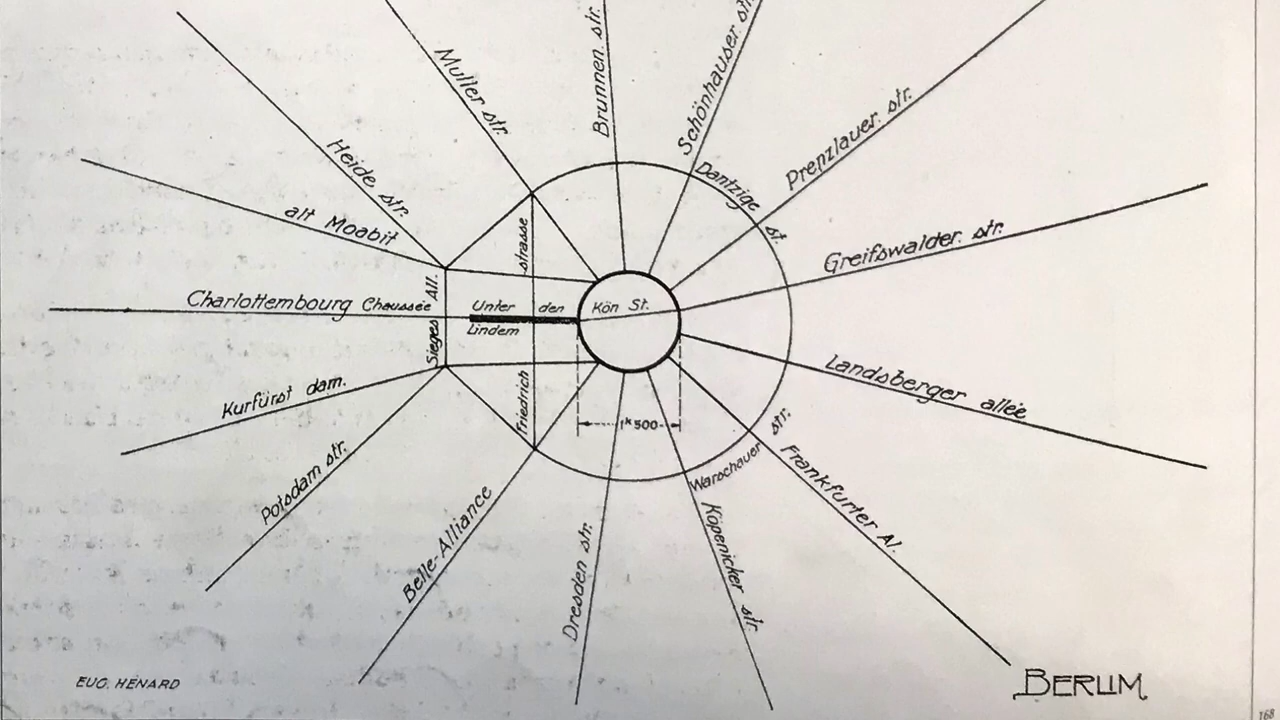 Muller str.
Brunnen. str.
Schönhauser. str.
Prenzlauer. str.
Heide str.
Dantzige st.
alt Moabit
Greifswalder. str.
strasse
Charlottembourg Chaussée
All.
Unter den
Lindem
Kön St.
Sieges
Landsberger allée
Kurfürst dam.
Friedrich
1ᴷ500
str.
Warschauer
Potsdam str.
Frankfurter Al.
Belle-Alliance
Dresden str.
Köpenicker str.
EUG. HÉNARD
BERLIM
168